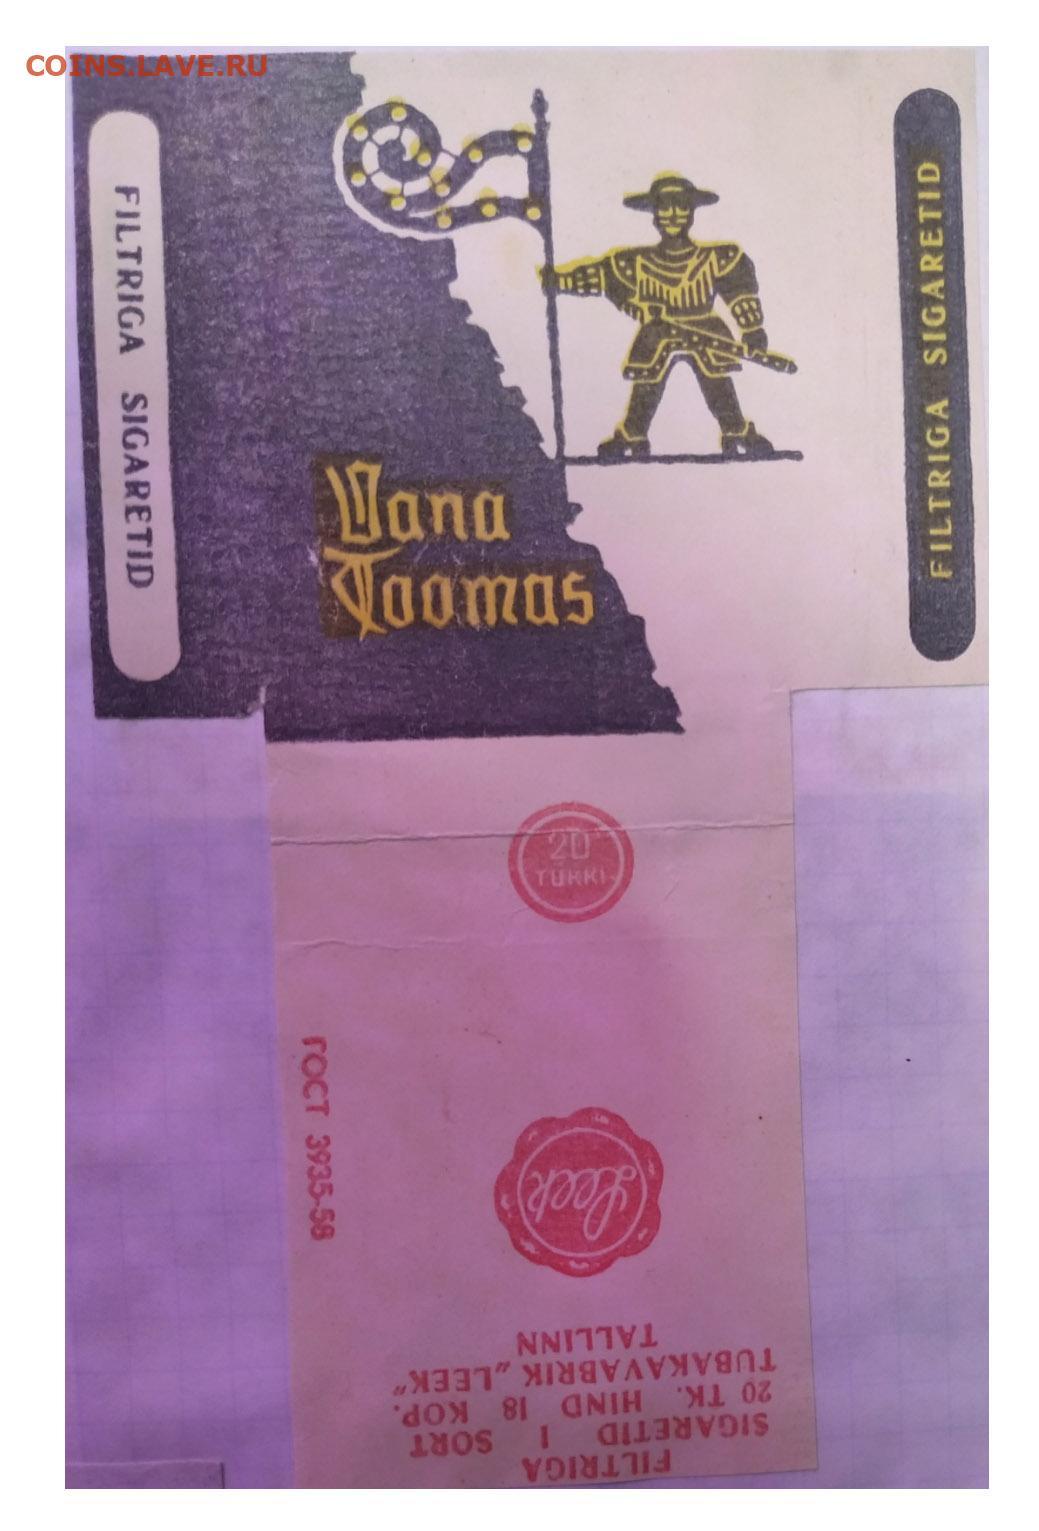 COINS.LAVE.RU
FILTRIGA SIGARETID
FILTRIGA SIGARETID
Vana
Toomas
20
TÜKKI
ГОСТ 3935-58
Leek
FILTRIGA
SIGARETID I SORT
20 TK. HIND 18 KOP.
TUBAKAVABRIK „LEEK"
TALLINN